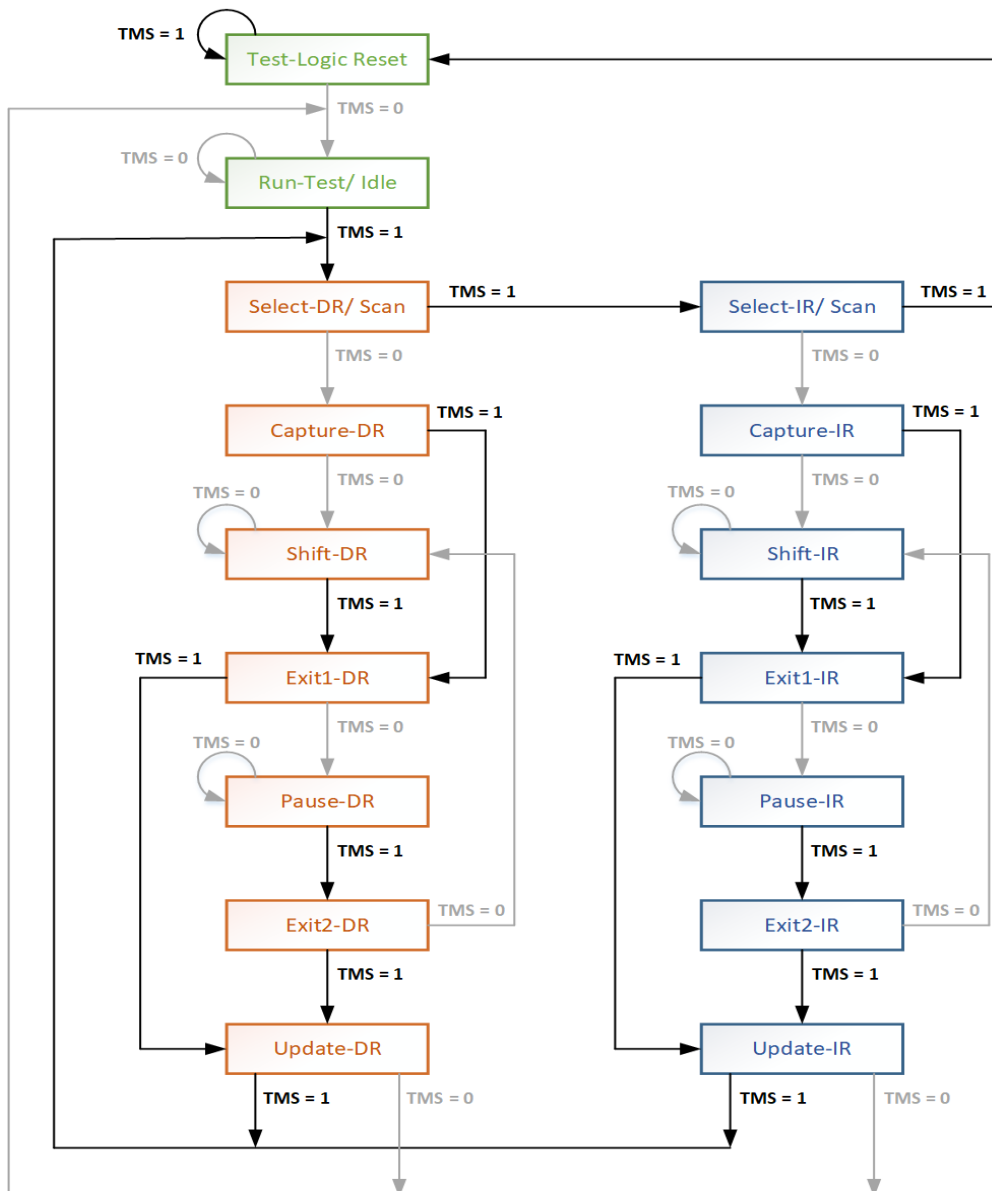 TMS = 1
Test-Logic Reset
TMS = 0
TMS = 0
Run-Test/ Idle
TMS = 1
Select-DR/ Scan
TMS = 1
Select-IR/ Scan
TMS = 1
TMS = 0
TMS = 0
Capture-DR
TMS = 1
Capture-IR
TMS = 1
TMS = 0
TMS = 0
TMS = 0
TMS = 0
Shift-DR
Shift-IR
TMS = 1
TMS = 1
TMS = 1
Exit1-DR
TMS = 1
Exit1-IR
TMS = 0
TMS = 0
TMS = 0
TMS = 0
Pause-DR
Pause-IR
TMS = 1
TMS = 1
Exit2-DR
TMS = 0
Exit2-IR
TMS = 0
TMS = 1
TMS = 1
Update-DR
Update-IR
TMS = 1
TMS = 0
TMS = 1
TMS = 0